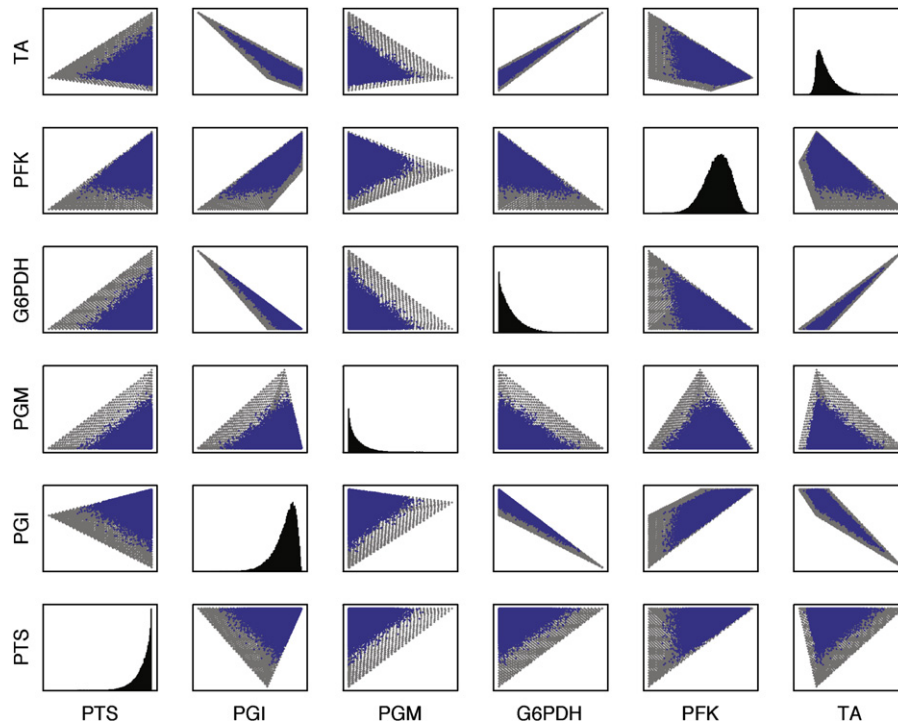 TA
PFK
G6PDH
PGM
PGI
PTS
PTS PGI PGM G6PDH PFK TA